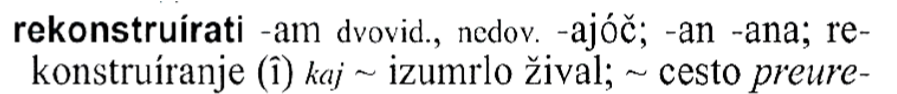 rekonstruírati -am dvovid., nedov. -ajóč; -an -ana; re-
konstruíranje (î) kaj ~ izumrlo žival; ~ cesto preure-